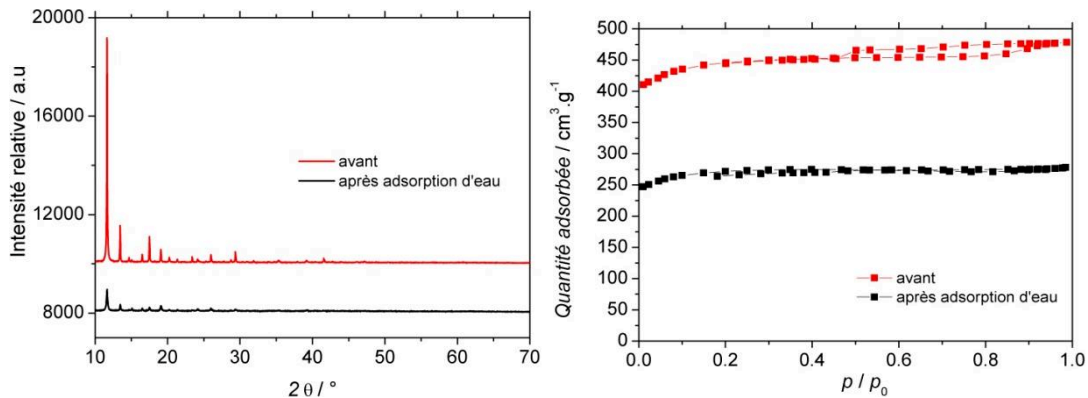 Intensité relative / a.u
20000
16000
12000
8000
avant
après adsorption d'eau
10 20 30 40 50 60 70
2 θ / °
Quantité adsorbée / cm³.g⁻¹
500
450
400
350
300
250
200
150
100
50
0
avant
après adsorption d'eau
0.0 0.2 0.4 0.6 0.8 1.0
p / p₀